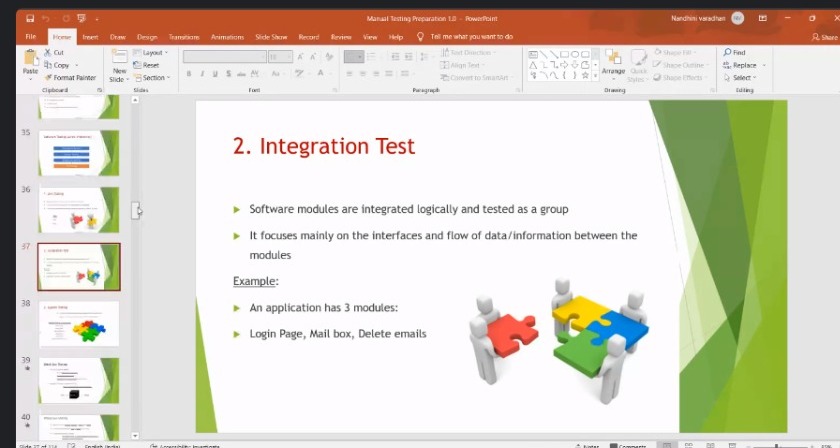 Manual Testing Preparation 1.0 - PowerPoint
Nandhini varadhan
File Home Insert Draw Design Transitions Animations Slide Show Record Review View Help Tell me what you want to do
Share
Cut
Copy
Format Painter
Paste
Clipboard
New Slide
Layout
Reset
Section
Slides
Font
Text Direction
Align Text
Convert to SmartArt
Paragraph
Arrange
Quick Styles
Shape Fill
Shape Outline
Shape Effects
Drawing
Find
Replace
Select
Editing
35
36
37
38
39
40
2. Integration Test
Software modules are integrated logically and tested as a group
It focuses mainly on the interfaces and flow of data/information between the
modules
Example:
An application has 3 modules:
Login Page, Mail box, Delete emails
English (India)
Accessibility: Investigate
Notes
Comments